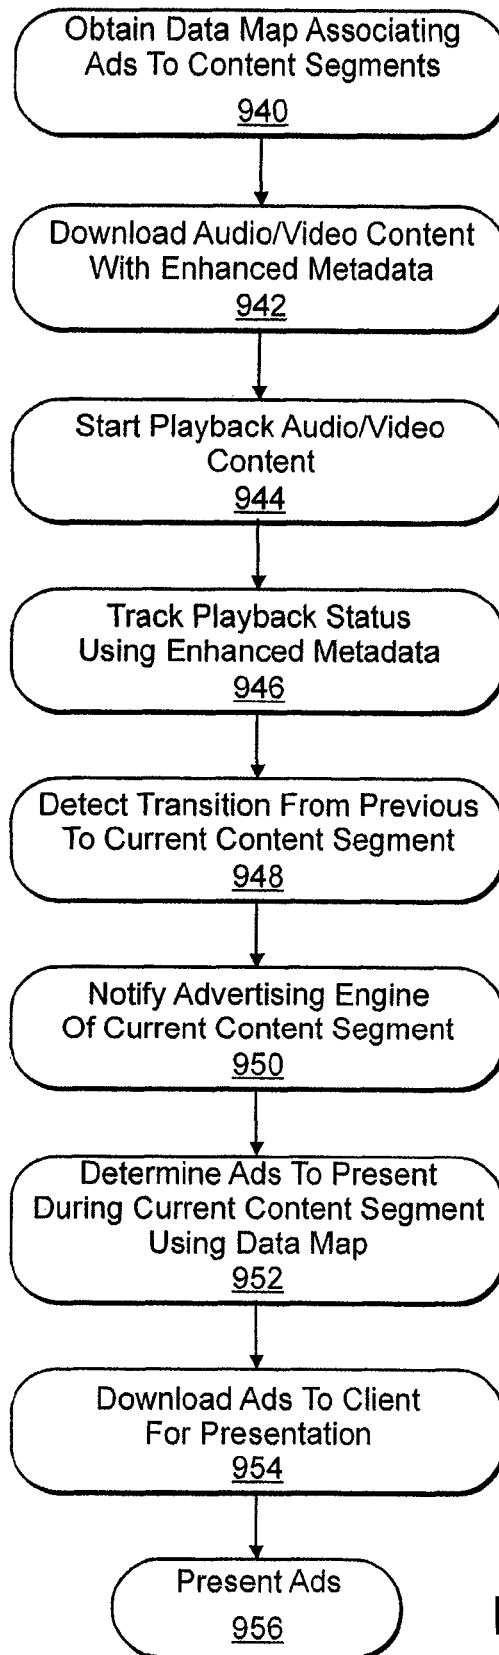 Obtain Data Map Associating
Ads To Content Segments
940
Download Audio/Video Content
With Enhanced Metadata
942
Start Playback Audio/Video
Content
944
Track Playback Status
Using Enhanced Metadata
946
Detect Transition From Previous
To Current Content Segment
948
Notify Advertising Engine
Of Current Content Segment
950
Determine Ads To Present
During Current Content Segment
Using Data Map
952
Download Ads To Client
For Presentation
954
Present Ads
956